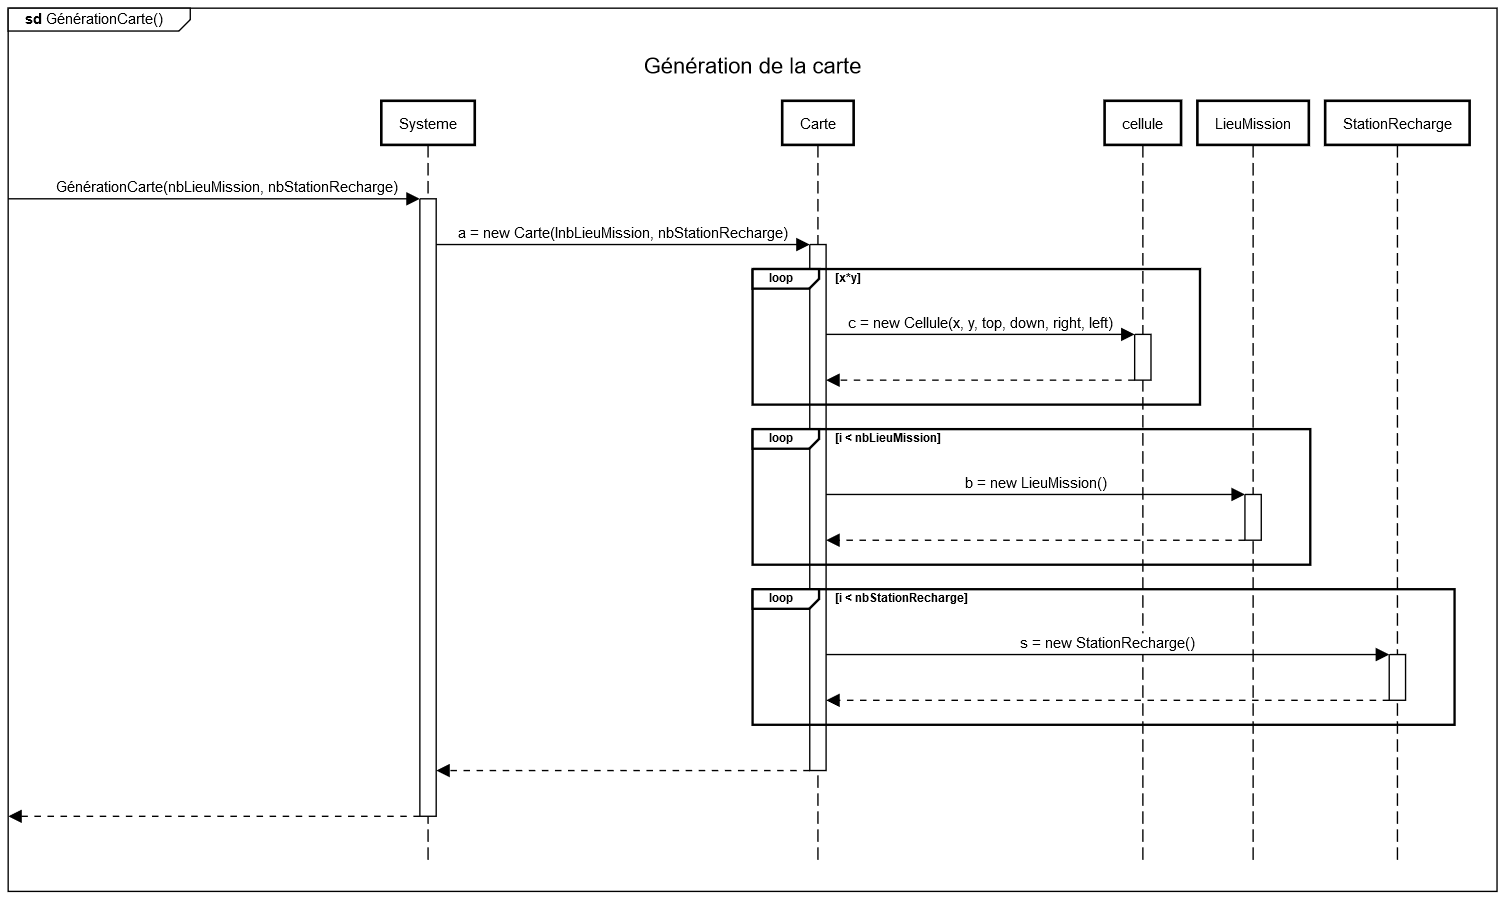 sd GénérationCarte()
Génération de la carte
Systeme
Carte
cellule
LieuMission
StationRecharge
GénérationCarte(nbLieuMission, nbStationRecharge)
a = new Carte(lnbLieuMission, nbStationRecharge)
loop [x*y]
c = new Cellule(x, y, top, down, right, left)
loop [i < nbLieuMission]
b = new LieuMission()
loop [i < nbStationRecharge]
s = new StationRecharge()